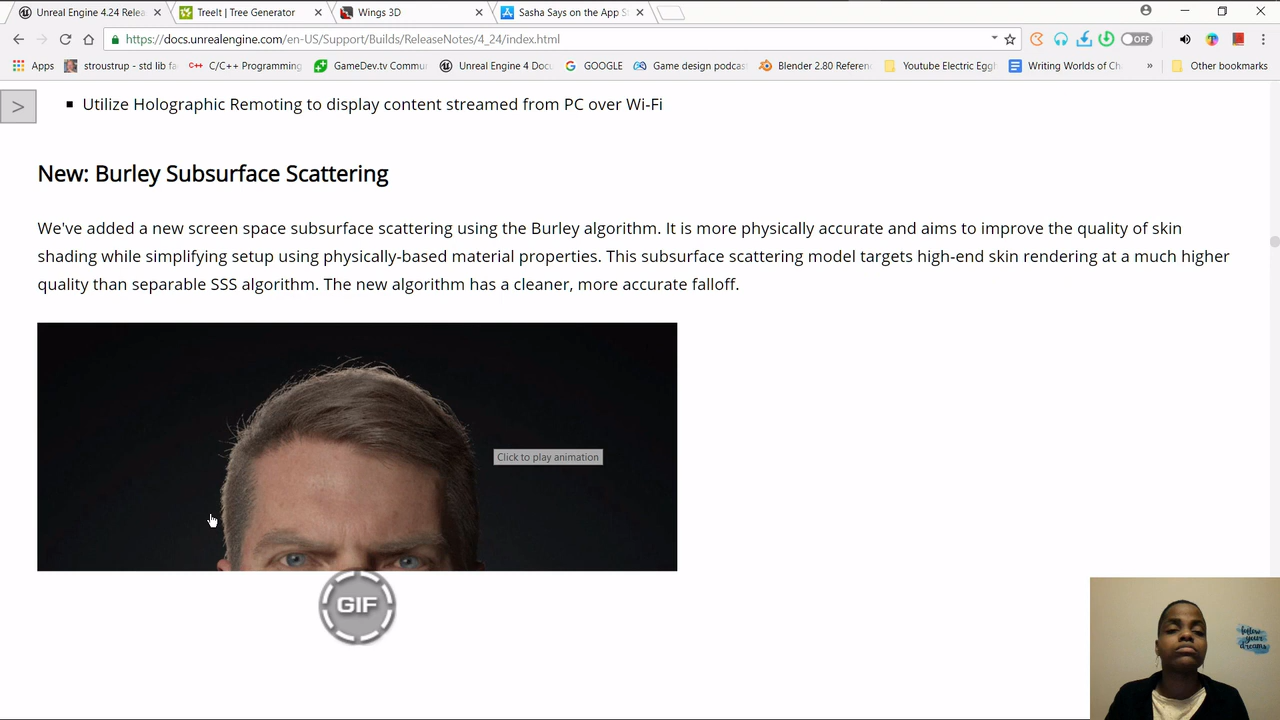 Unreal Engine 4.24 Relea
TreeIt | Tree Generator
Wings 3D
Sasha Says on the App S
https://docs.unrealengine.com/en-US/Support/Builds/ReleaseNotes/4_24/index.html
OFF
Apps
stroustrup - std lib fa
C/C++ Programming
GameDev.tv Commu
Unreal Engine 4 Docu
GOOGLE
Game design podcas
Blender 2.80 Referen
Youtube Electric Eggl
Writing Worlds of Ch
»
Other bookmarks
>
Utilize Holographic Remoting to display content streamed from PC over Wi-Fi
New: Burley Subsurface Scattering
We've added a new screen space subsurface scattering using the Burley algorithm. It is more physically accurate and aims to improve the quality of skin
shading while simplifying setup using physically-based material properties. This subsurface scattering model targets high-end skin rendering at a much higher
quality than separable SSS algorithm. The new algorithm has a cleaner, more accurate falloff.
Click to play animation
GIF
follow
your
dreams